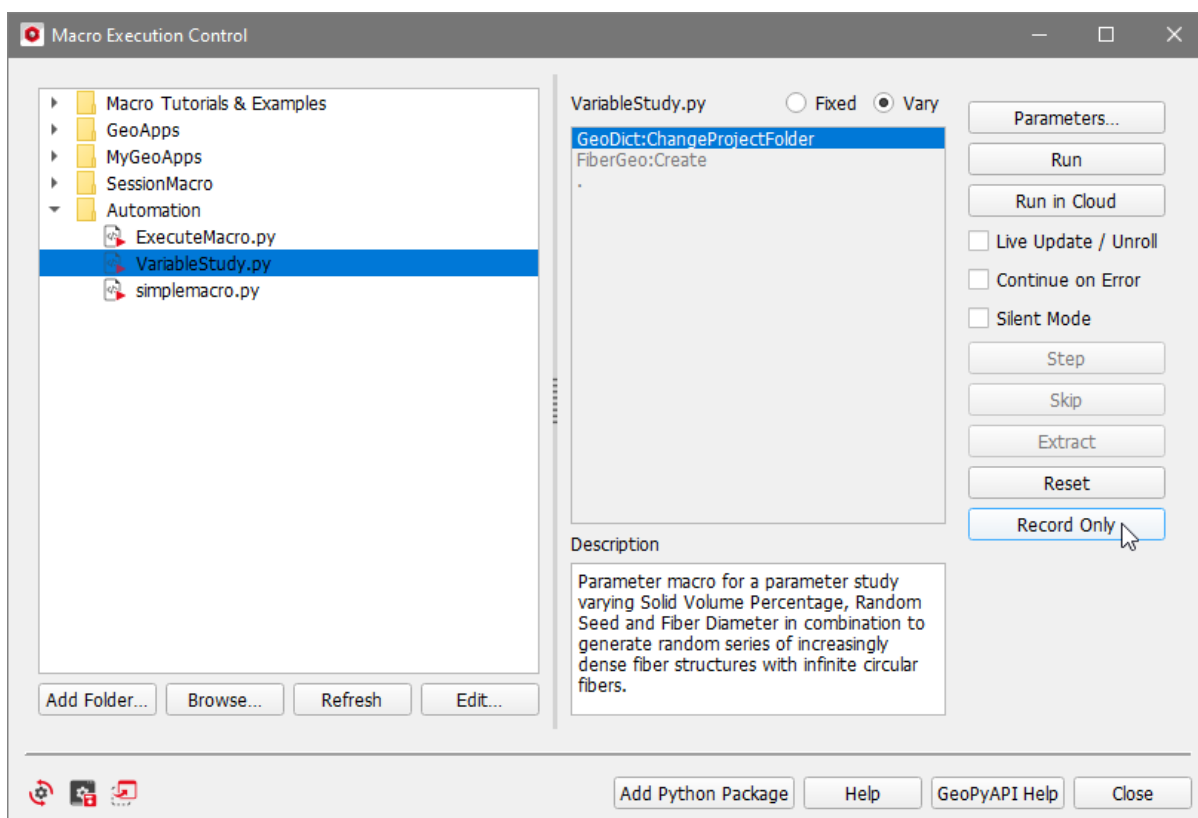 Macro Execution Control
Macro Tutorials & Examples
GeoApps
MyGeoApps
SessionMacro
Automation
ExecuteMacro.py
VariableStudy.py
simplemacro.py
Add Folder...
Browse...
Refresh
Edit...
VariableStudy.py
Fixed
Vary
GeoDict:ChangeProjectFolder
FiberGeo:Create
.
Description
Parameter macro for a parameter study
varying Solid Volume Percentage, Random
Seed and Fiber Diameter in combination to
generate random series of increasingly
dense fiber structures with infinite circular
fibers.
Parameters...
Run
Run in Cloud
Live Update / Unroll
Continue on Error
Silent Mode
Step
Skip
Extract
Reset
Record Only
Add Python Package
Help
GeoPyAPI Help
Close